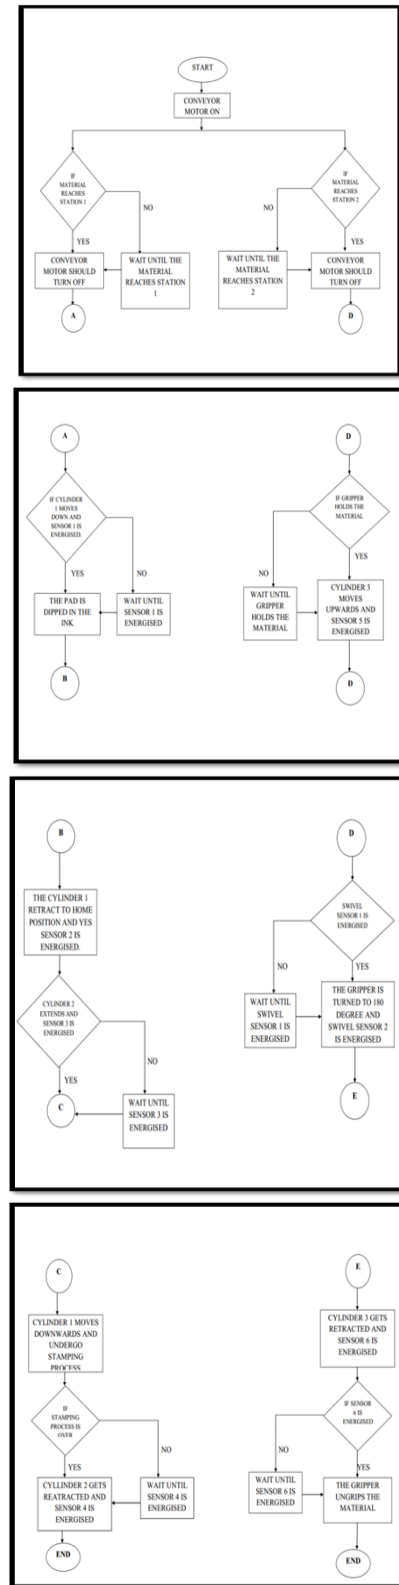 START
CONVEYOR
MOTOR ON
IF
MATERIAL
REACHES
STATION 1
NO
YES
CONVEYOR
MOTOR SHOULD
TURN OFF
WAIT UNTIL THE
MATERIAL
REACHES STATION
1
A
IF
MATERIAL
REACHES
STATION 2
NO
YES
WAIT UNTIL THE
MATERIAL
REACHES STATION
2
CONVEYOR
MOTOR SHOULD
TURN OFF
D
A
IF CYLINDER
1 MOVES
DOWN AND
SENSOR 1 IS
ENERGISED.
NO
YES
THE PAD IS
DIPPED IN THE
INK
WAIT UNTIL
SENSOR 1 IS
ENERGISED
B
D
IF GRIPPER
HOLDS THE
MATERIAL
YES
NO
WAIT UNTIL
GRIPPER
HOLDS THE
MATERIAL
CYLINDER 3
MOVES
UPWARDS AND
SENSOR 5 IS
ENERGISED
D
B
THE CYLINDER 1
RETRACT TO HOME
POSITION AND YES
SENSOR 2 IS
ENERGISED.
CYLINDER 2
EXTENDS AND
SENSOR 3 IS
ENERGISED
NO
YES
C
WAIT UNTIL
SENSOR 3 IS
ENERGISED
D
SWIVEL
SENSOR 1 IS
ENERGISED
NO
YES
WAIT UNTIL
SWIVEL
SENSOR 1 IS
ENERGISED
THE GRIPPER IS
TURNED TO 180
DEGREE AND
SWIVEL SENSOR 2
IS ENERGISED
E
C
CYLINDER 1 MOVES
DOWNWARDS AND
UNDERGO
STAMPING
PROCESS
IF
STAMPING
PROCESS IS
OVER
NO
YES
CYLLINDER 2 GETS
REATRACTED AND
SENSOR 4 IS
ENERGISED
WAIT UNTIL
SENSOR 4 IS
ENERGISED
END
E
CYLINDER 3 GETS
RETRACTED AND
SENSOR 6 IS
ENERGISED
IF SENSOR
6 IS
ENERGISED
NO
YES
WAIT UNTIL
SENSOR 6 IS
ENERGISED
THE GRIPPER
UNGRIPS THE
MATERIAL
END